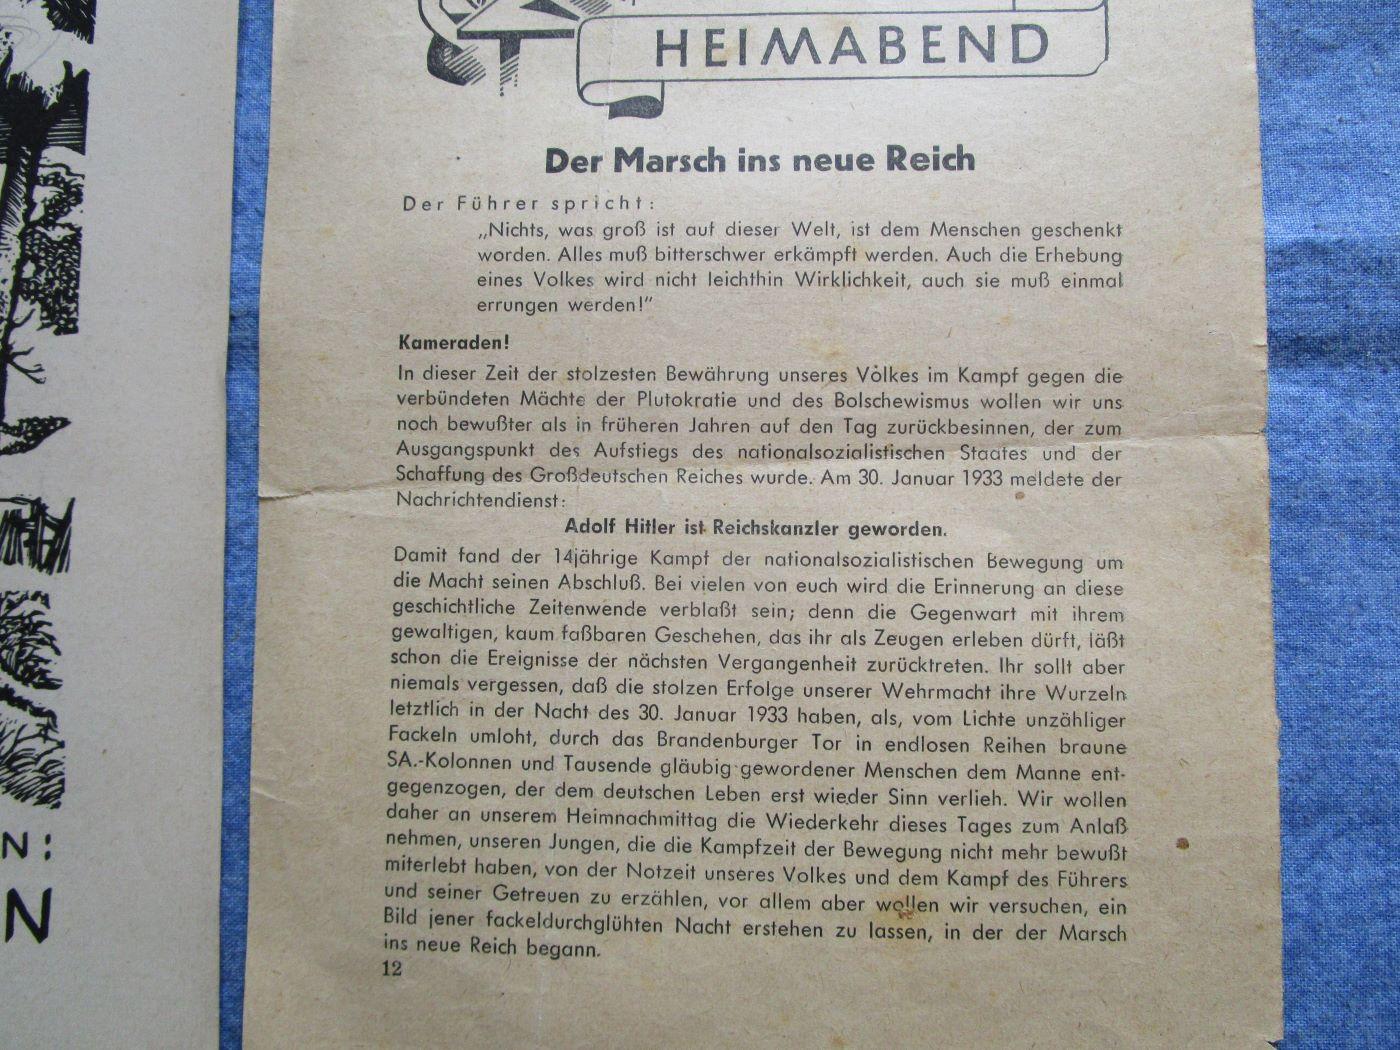 HEIMABEND
Der Marsch ins neue Reich
Der Führer spricht:
„Nichts, was groß ist auf dieser Welt, ist dem Menschen geschenkt
worden. Alles muß bitterschwer erkämpft werden. Auch die Erhebung
eines Volkes wird nicht leichthin Wirklichkeit, auch sie muß einmal
errungen werden!"
Kameraden!
In dieser Zeit der stolzesten Bewährung unseres Volkes im Kampf gegen die
verbündeten Mächte der Plutokratie und des Bolschewismus wollen wir uns
noch bewußter als in früheren Jahren auf den Tag zurückbesinnen, der zum
Ausgangspunkt des Aufstiegs des nationalsozialistischen Staates und der
Schaffung des Großdeutschen Reiches wurde. Am 30. Januar 1933 meldete der
Nachrichtendienst:
Adolf Hitler ist Reichskanzler geworden.
Damit fand der 14jährige Kampf der nationalsozialistischen Bewegung um
die Macht seinen Abschluß. Bei vielen von euch wird die Erinnerung an diese
geschichtliche Zeitenwende verblaßt sein; denn die Gegenwart mit ihrem
gewaltigen, kaum faßbaren Geschehen, das ihr als Zeugen erleben dürft, läßt
schon die Ereignisse der nächsten Vergangenheit zurücktreten. Ihr sollt aber
niemals vergessen, daß die stolzen Erfolge unserer Wehrmacht ihre Wurzeln
letztlich in der Nacht des 30. Januar 1933 haben, als, vom Lichte unzähliger
Fackeln umloht, durch das Brandenburger Tor in endlosen Reihen braune
SA.-Kolonnen und Tausende gläubig gewordener Menschen dem Manne ent-
gegenzogen, der dem deutschen Leben erst wieder Sinn verlieh. Wir wollen
daher an unserem Heimnachmittag die Wiederkehr dieses Tages zum Anlaß
nehmen, unseren Jungen, die die Kampfzeit der Bewegung nicht mehr bewußt
miterlebt haben, von der Notzeit unseres Volkes und dem Kampf des Führers
und seiner Getreuen zu erzählen, vor allem aber wollen wir versuchen, ein
Bild jener fackeldurchglühten Nacht erstehen zu lassen, in der der Marsch
ins neue Reich begann.
12
N:
N